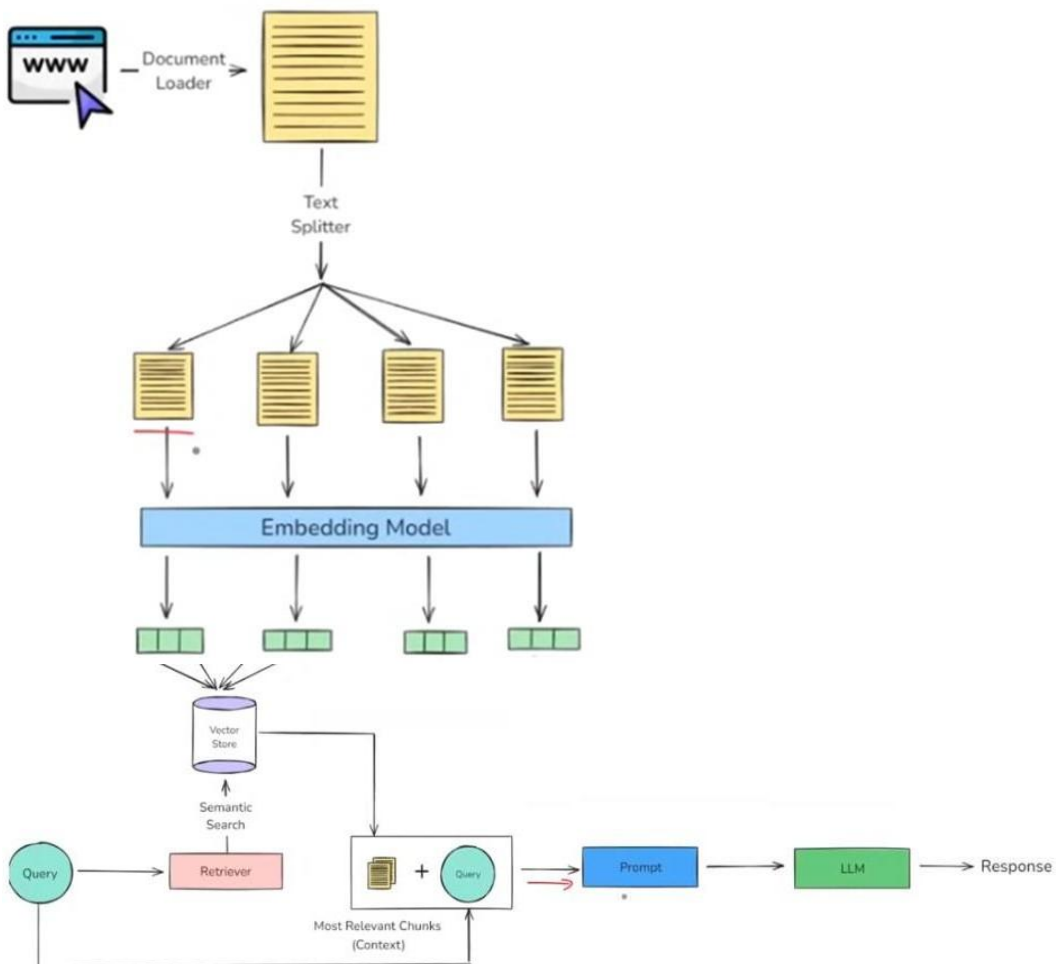 www
Document
Loader
Text
Splitter
Embedding Model
Vector
Store
Semantic
Search
Query
Retriever
+
Query
Prompt
LLM
Response
Most Relevant Chunks
(Context)